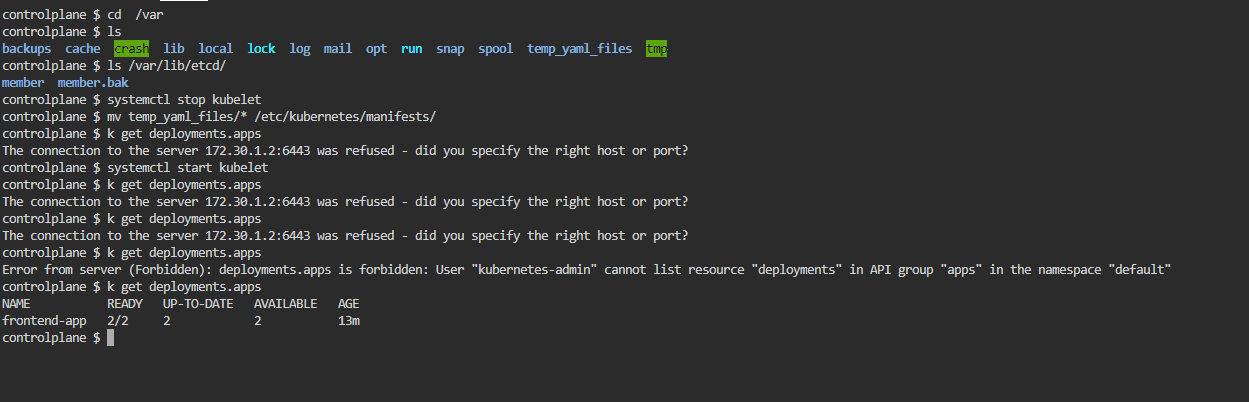 controlplane $ cd  /var
controlplane $ ls
backups  cache  crash  lib  local  lock  log  mail  opt  run  snap  spool  temp_yaml_files  tmp
controlplane $ ls /var/lib/etcd/
member  member.bak
controlplane $ systemctl stop kubelet
controlplane $ mv temp_yaml_files/* /etc/kubernetes/manifests/
controlplane $ k get deployments.apps
The connection to the server 172.30.1.2:6443 was refused - did you specify the right host or port?
controlplane $ systemctl start kubelet
controlplane $ k get deployments.apps
The connection to the server 172.30.1.2:6443 was refused - did you specify the right host or port?
controlplane $ k get deployments.apps
The connection to the server 172.30.1.2:6443 was refused - did you specify the right host or port?
controlplane $ k get deployments.apps
Error from server (Forbidden): deployments.apps is forbidden: User "kubernetes-admin" cannot list resource "deployments" in API group "apps" in the namespace "default"
controlplane $ k get deployments.apps
NAME           READY   UP-TO-DATE   AVAILABLE   AGE
frontend-app   2/2     2            2           13m
controlplane $